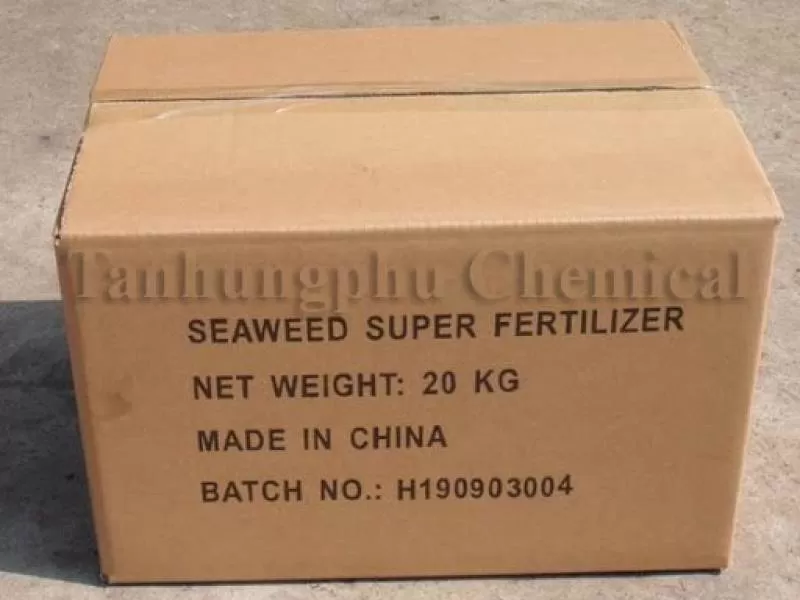 Tanhungphu Chemical
SEAWEED SUPER FERTILIZER
NET WEIGHT: 20 KG
MADE IN CHINA
BATCH NO.: H190903004